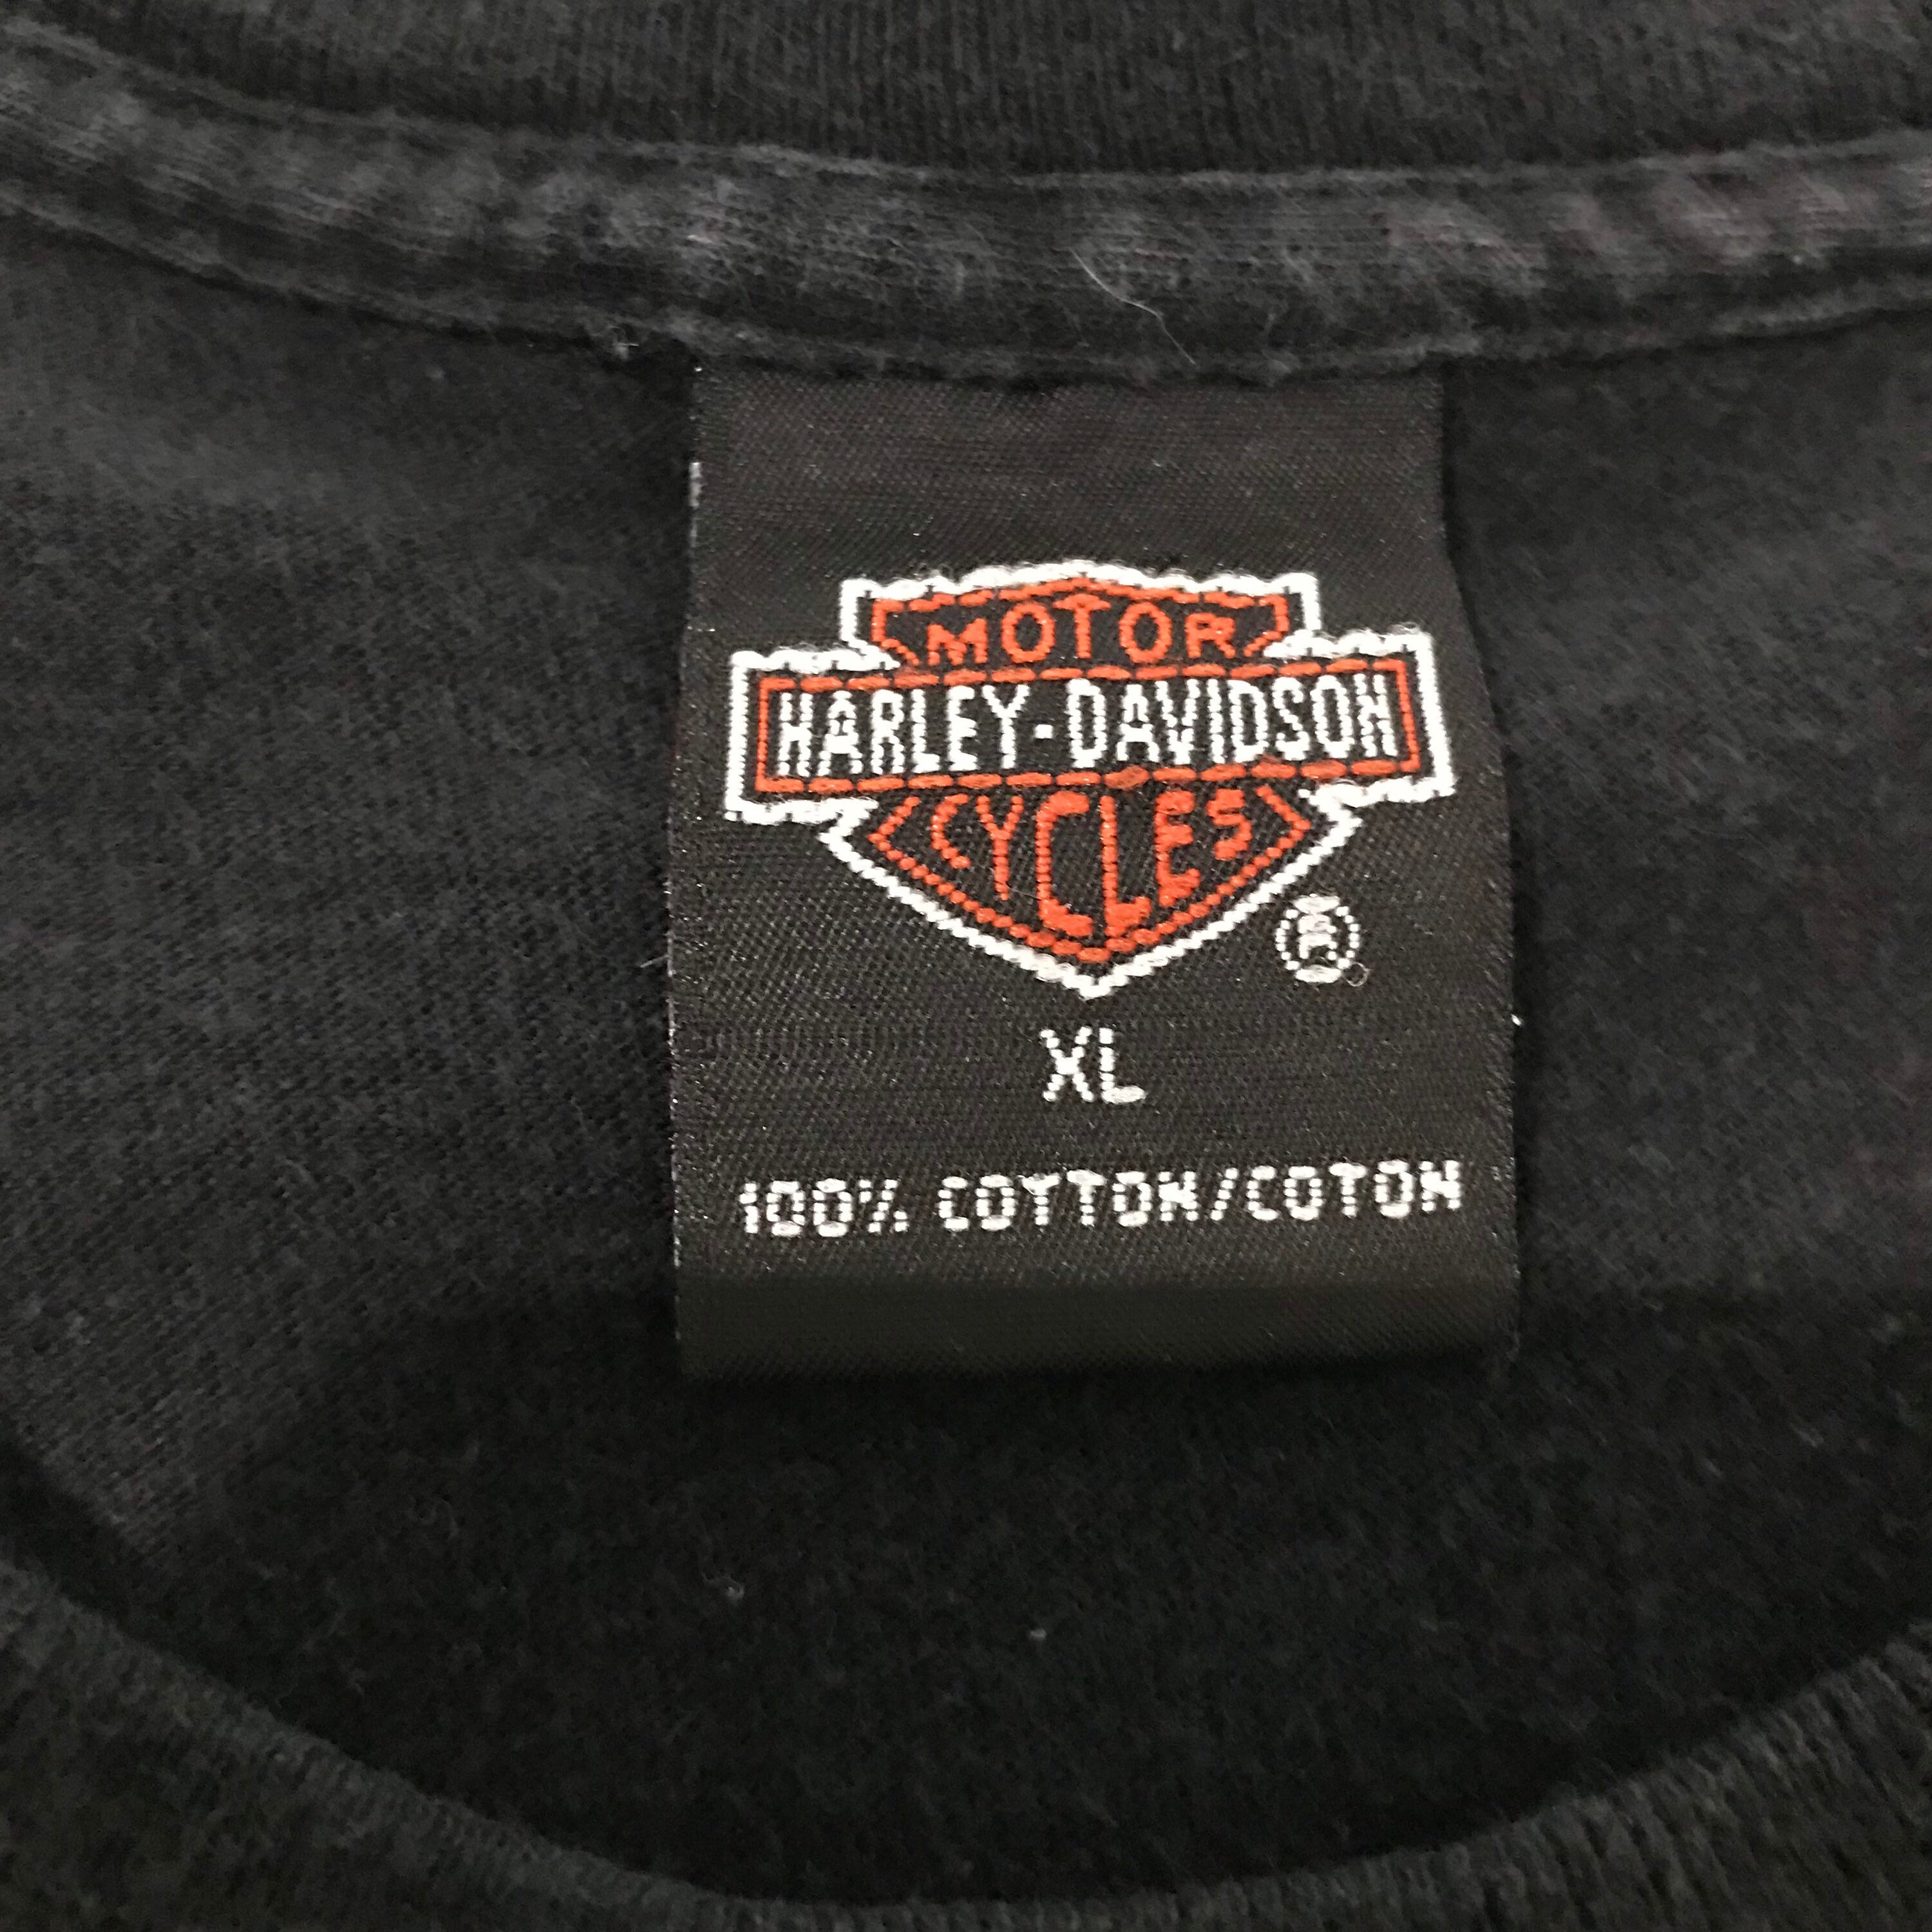 MOTOR
HARLEY-DAVIDSON
CYCLES
®
XL
100% COTTON/COTON